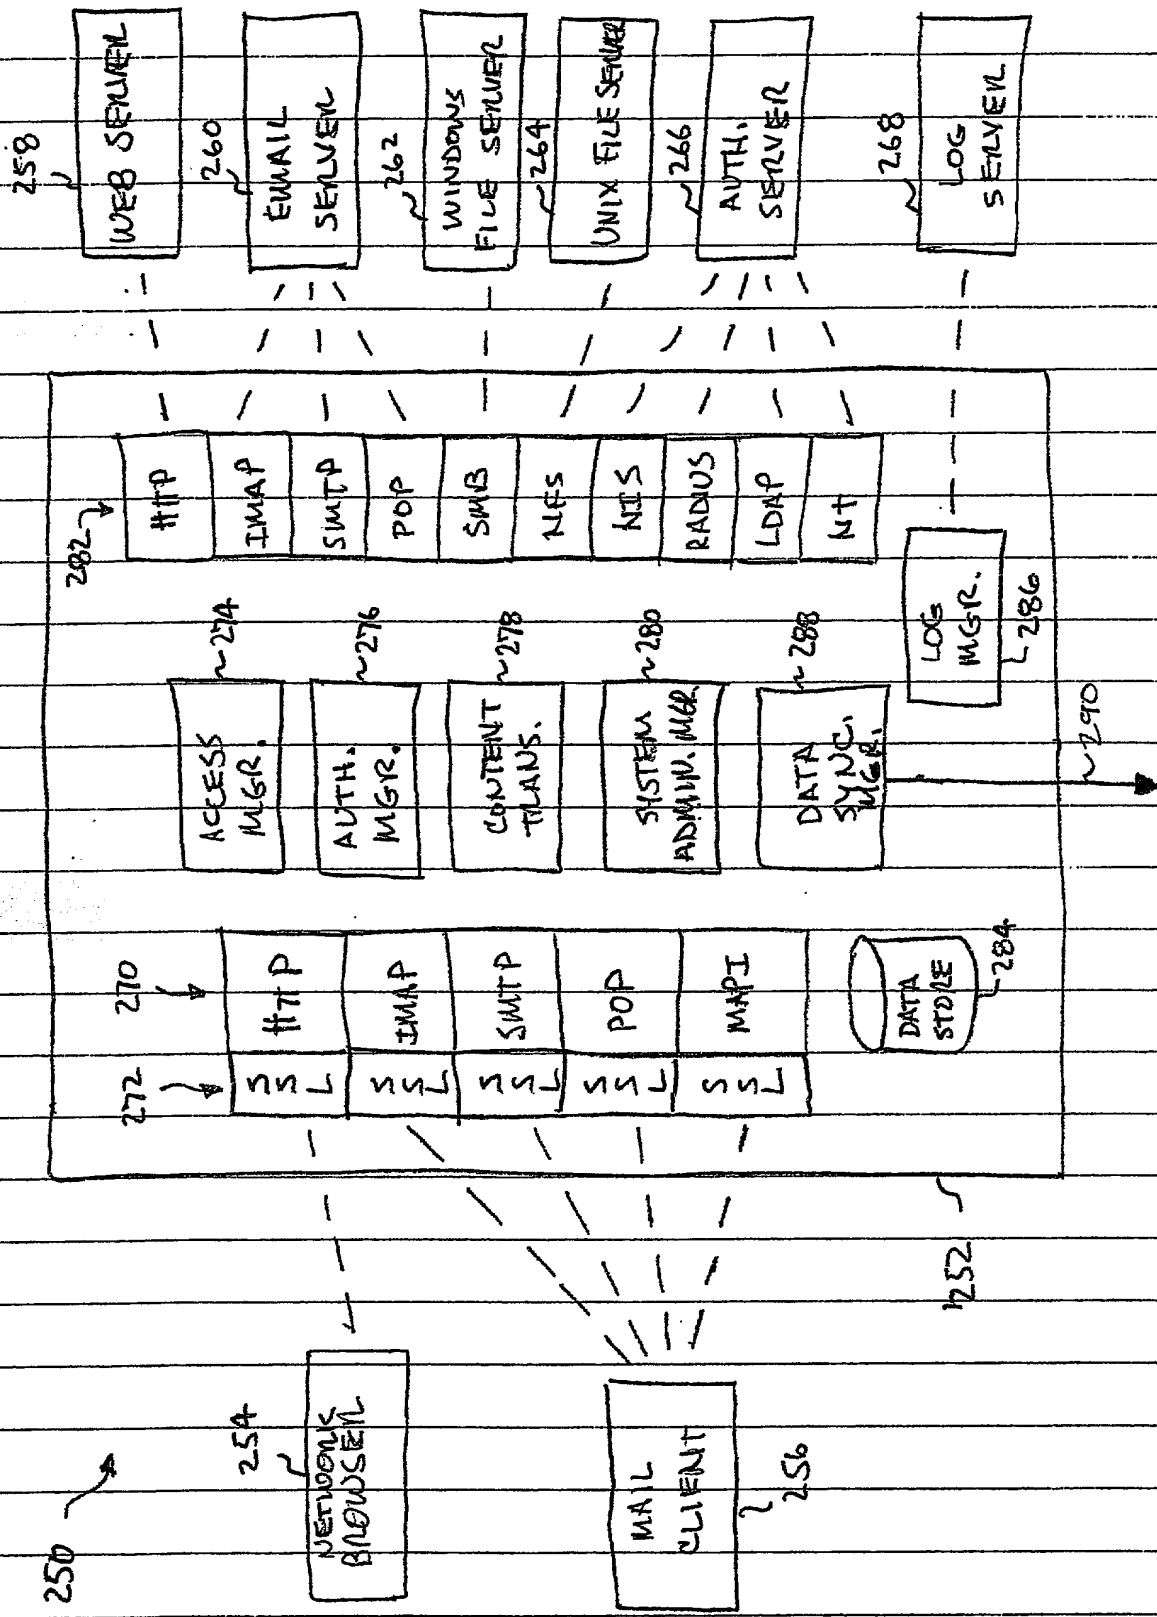 250
NETWORK
BROWSER
254
MAIL
CLIENT
256
252
270
272
HTTP
IMAP
SMTP
POP
MAPI
SSL
SSL
SSL
SSL
SSL
DATA
STORE
284
ACCESS
MGR.
274
AUTH.
MGR.
276
CONTENT
TRANS.
278
SYSTEM
ADMIN. MGR.
280
DATA
SYNC.
MGR.
288
290
LOG
MGR.
286
282
HTTP
IMAP
SMTP
POP
SMB
NFS
NIS
RADIUS
LDAP
NT
258
WEB SERVER
260
EMAIL
SERVER
262
WINDOWS
FILE SERVER
264
UNIX FILE SERVER
266
AUTH.
SERVER
268
LOG
SERVER